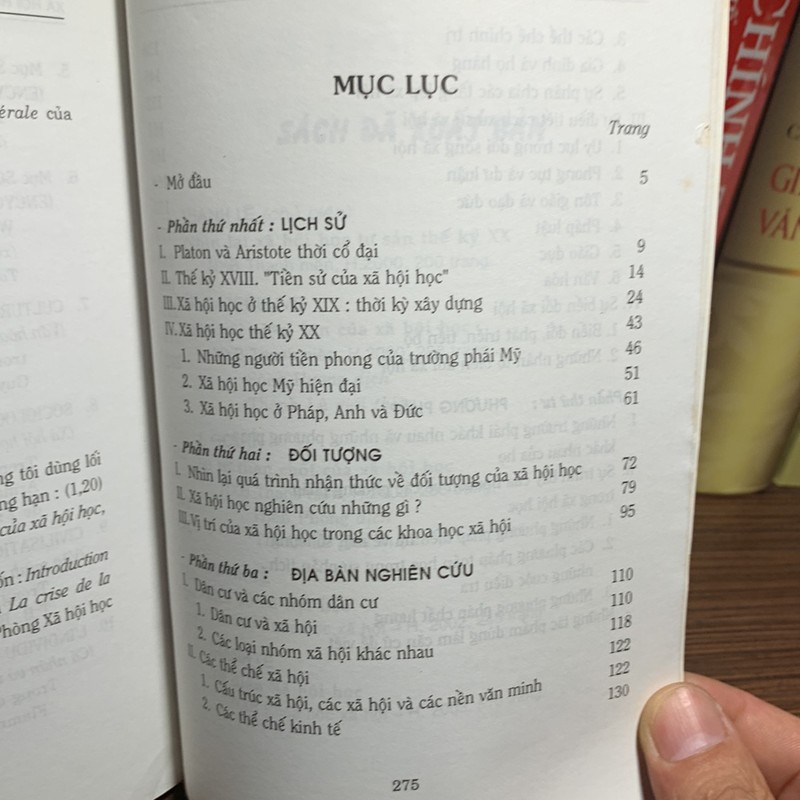 érale của
ng tôi dùng lối
ng hạn : (1,20)
của xã hội học,
ốn : Introduction
La crise de la
Phòng Xã hội học
MỤC LỤC
Trang
- Mở đầu 5
- Phần thứ nhất : LỊCH SỬ
I. Platon và Aristote thời cổ đại 9
II. Thế kỷ XVIII. "Tiền sử của xã hội học" 14
III. Xã hội học ở thế kỷ XIX : thời kỳ xây dựng 24
IV. Xã hội học thế kỷ XX 43
1. Những người tiền phong của trường phái Mỹ 46
2. Xã hội học Mỹ hiện đại 51
3. Xã hội học ở Pháp, Anh và Đức 61
- Phần thứ hai : ĐỐI TƯỢNG
I. Nhìn lại quá trình nhận thức về đối tượng của xã hội học 72
II. Xã hội học nghiên cứu những gì ? 79
III. Vị trí của xã hội học trong các khoa học xã hội 95
- Phần thứ ba : ĐỊA BÀN NGHIÊN CỨU
I. Dân cư và các nhóm dân cư 110
1. Dân cư và xã hội 110
2. Các loại nhóm xã hội khác nhau 118
II. Các thể chế xã hội 122
1. Cấu trúc xã hội, các xã hội và các nền văn minh 122
2. Các thể chế kinh tế 130
275
CHÍNH